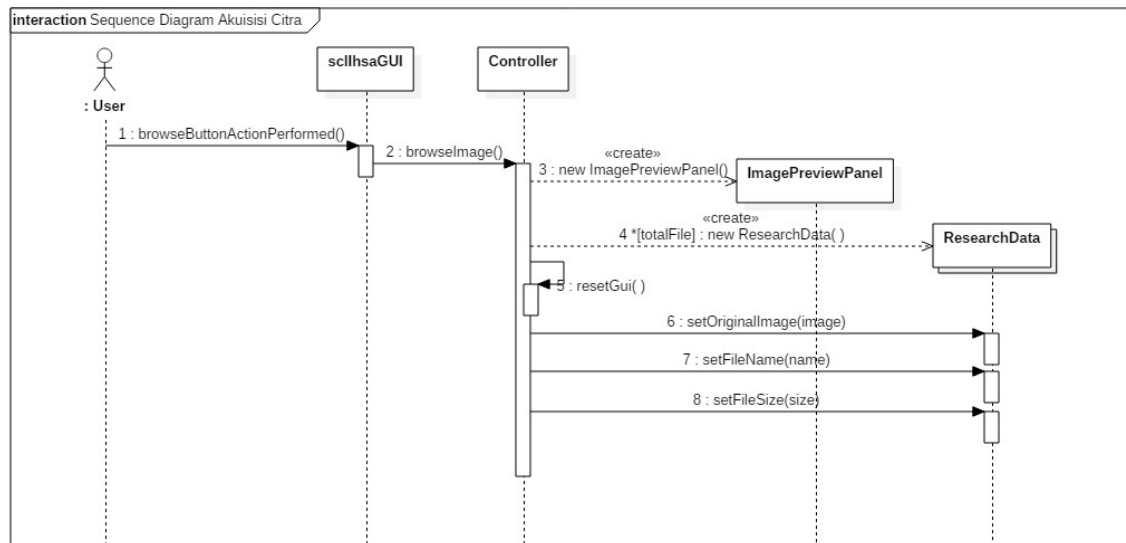 interaction Sequence Diagram Akuisisi Citra
: User
scllhsaGUI
Controller
1 : browseButtonActionPerformed()
2 : browseImage()
«create»
3 : new ImagePreviewPanel()
ImagePreviewPanel
«create»
4 *[totalFile] : new ResearchData( )
ResearchData
5 : resetGui( )
6 : setOriginalImage(image)
7 : setFileName(name)
8 : setFileSize(size)